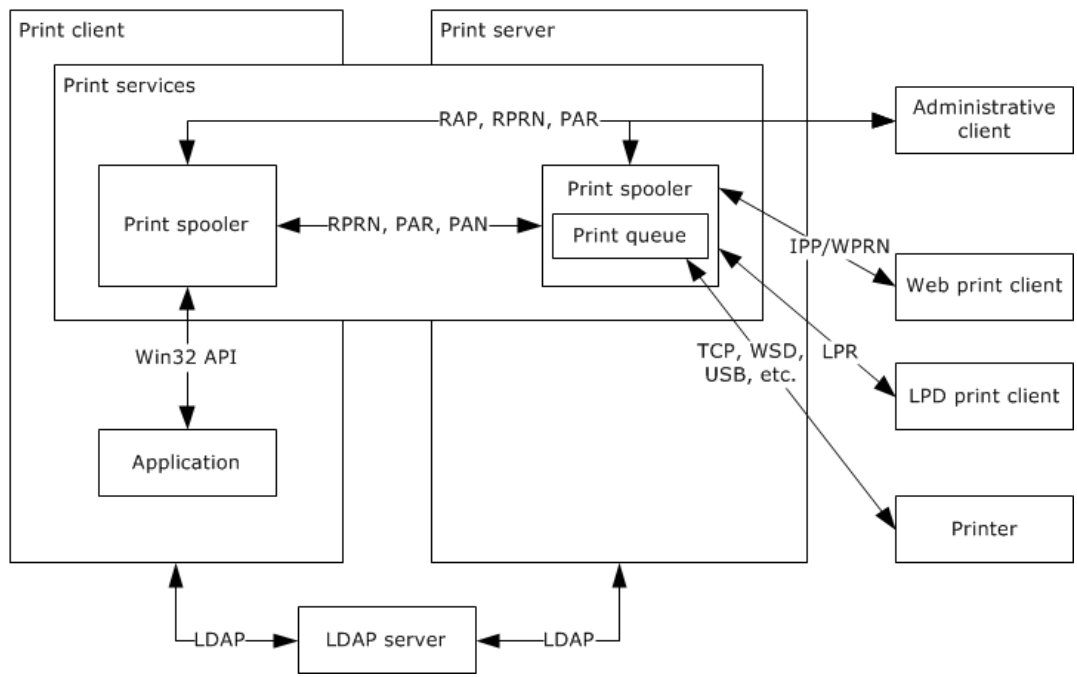 Print client
Print server
Print services
RAP, RPRN, PAR
Administrative
client
Print spooler
Print spooler
RPRN, PAR, PAN
Print queue
IPP/WPRN
Web print client
Win32 API
TCP, WSD,
USB, etc.
LPR
LPD print client
Application
Printer
LDAP
LDAP server
LDAP